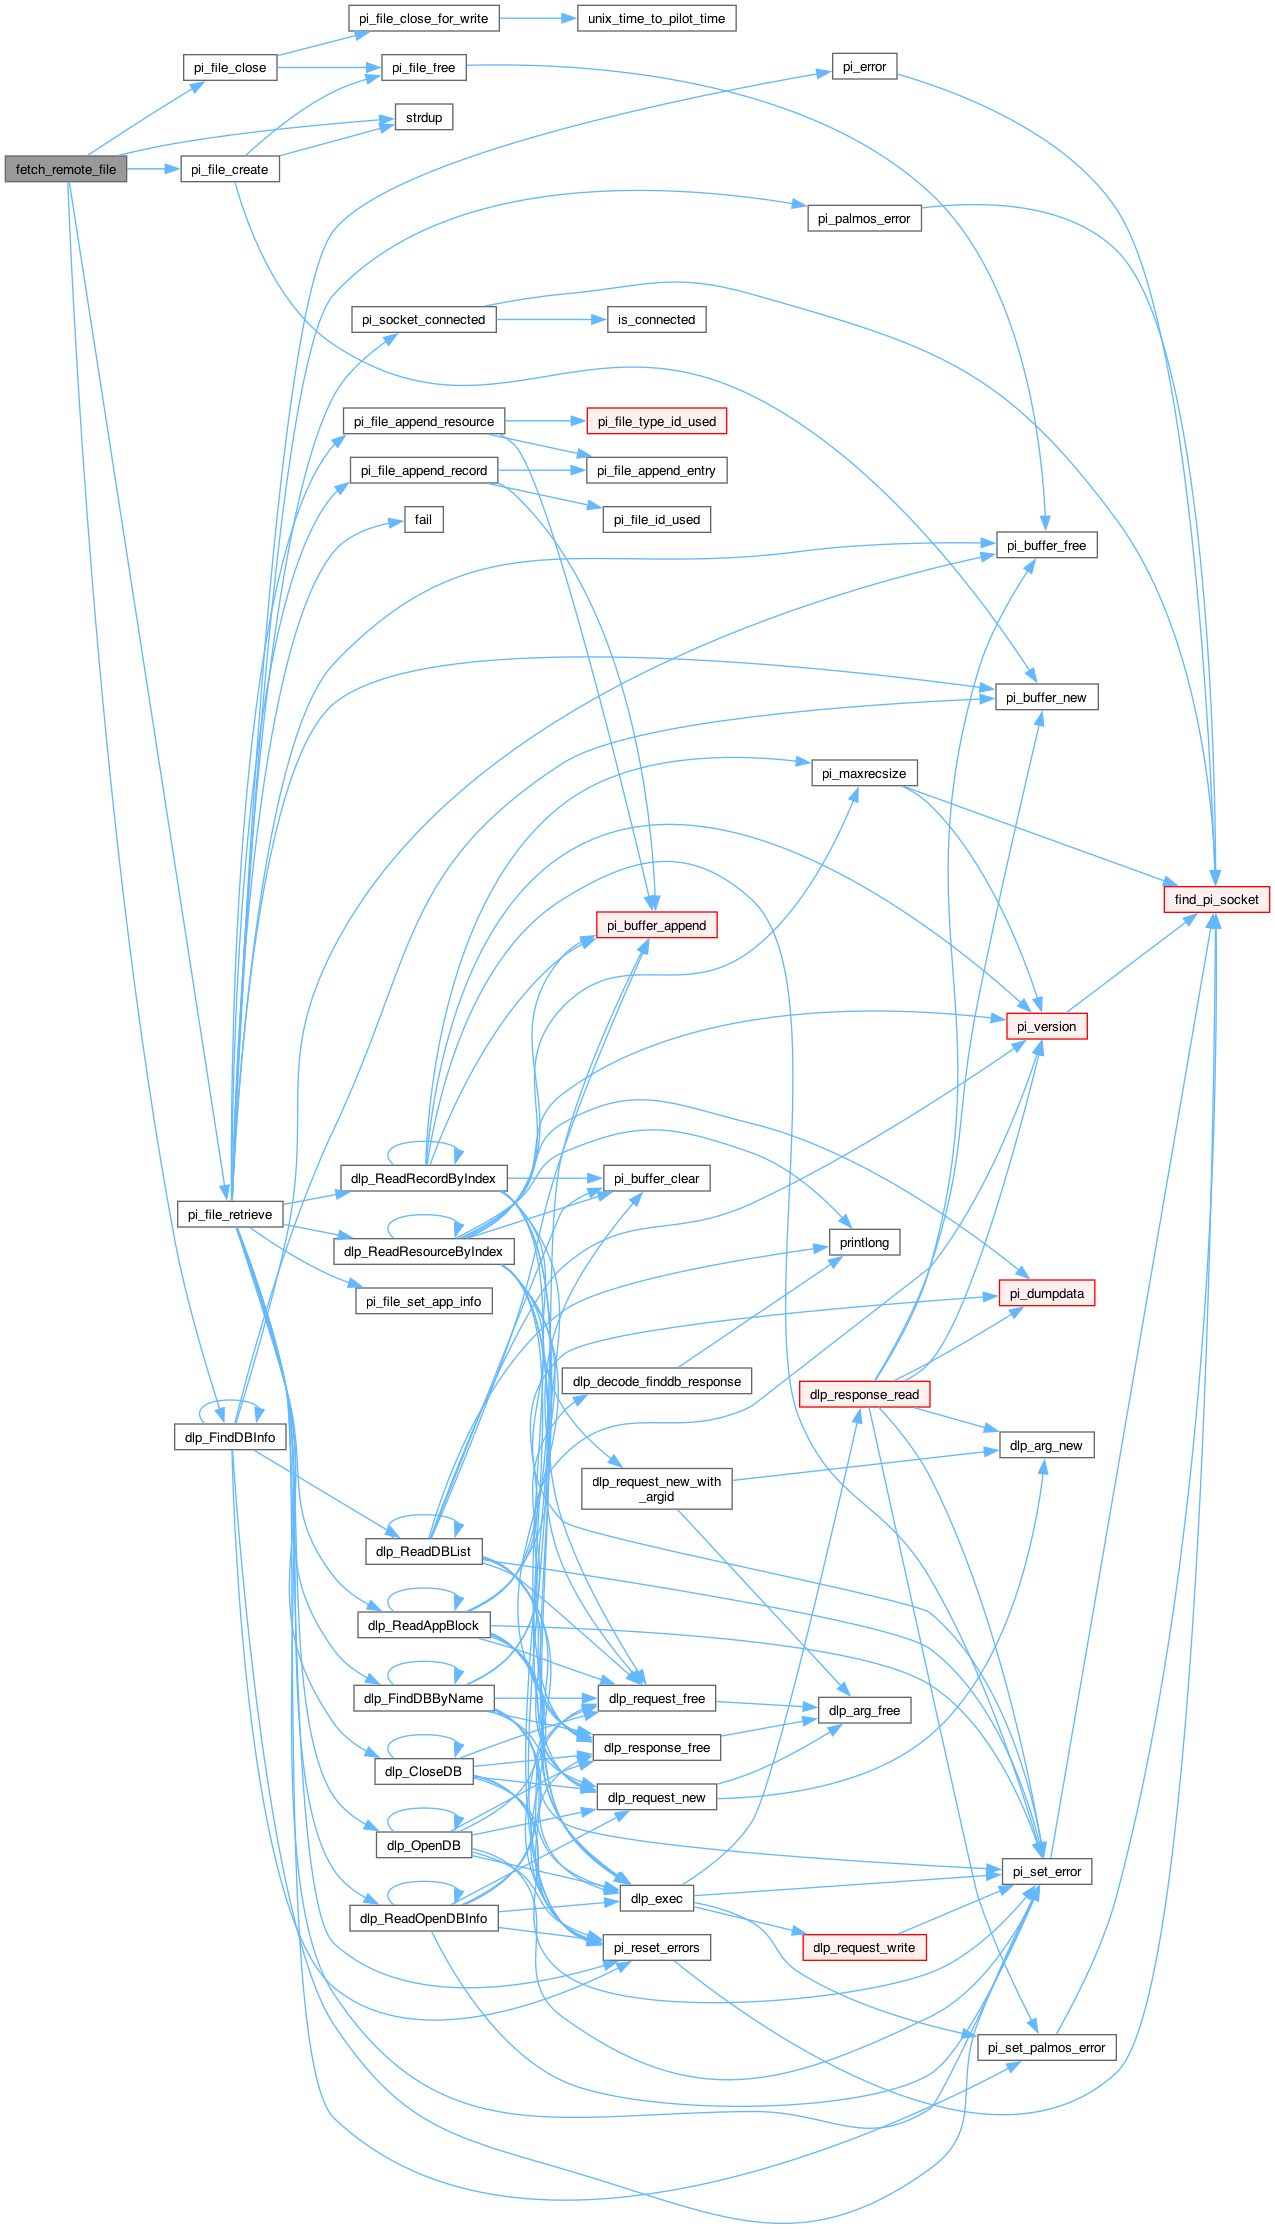 pi_file_close_for_write
unix_time_to_pilot_time
pi_file_close
pi_file_free
pi_error
strdup
fetch_remote_file
pi_file_create
pi_palmos_error
pi_socket_connected
is_connected
pi_file_append_resource
pi_file_type_id_used
pi_file_append_record
pi_file_append_entry
fail
pi_file_id_used
pi_buffer_free
pi_buffer_new
pi_maxrecsize
find_pi_socket
pi_buffer_append
pi_version
dlp_ReadRecordByIndex
pi_buffer_clear
pi_file_retrieve
dlp_ReadResourceByIndex
printlong
pi_file_set_app_info
pi_dumpdata
dlp_decode_finddb_response
dlp_response_read
dlp_FindDBInfo
dlp_arg_new
dlp_request_new_with
_argid
dlp_ReadDBList
dlp_ReadAppBlock
dlp_FindDBByName
dlp_request_free
dlp_arg_free
dlp_response_free
dlp_CloseDB
dlp_request_new
dlp_OpenDB
pi_set_error
dlp_exec
dlp_ReadOpenDBInfo
pi_reset_errors
dlp_request_write
pi_set_palmos_error